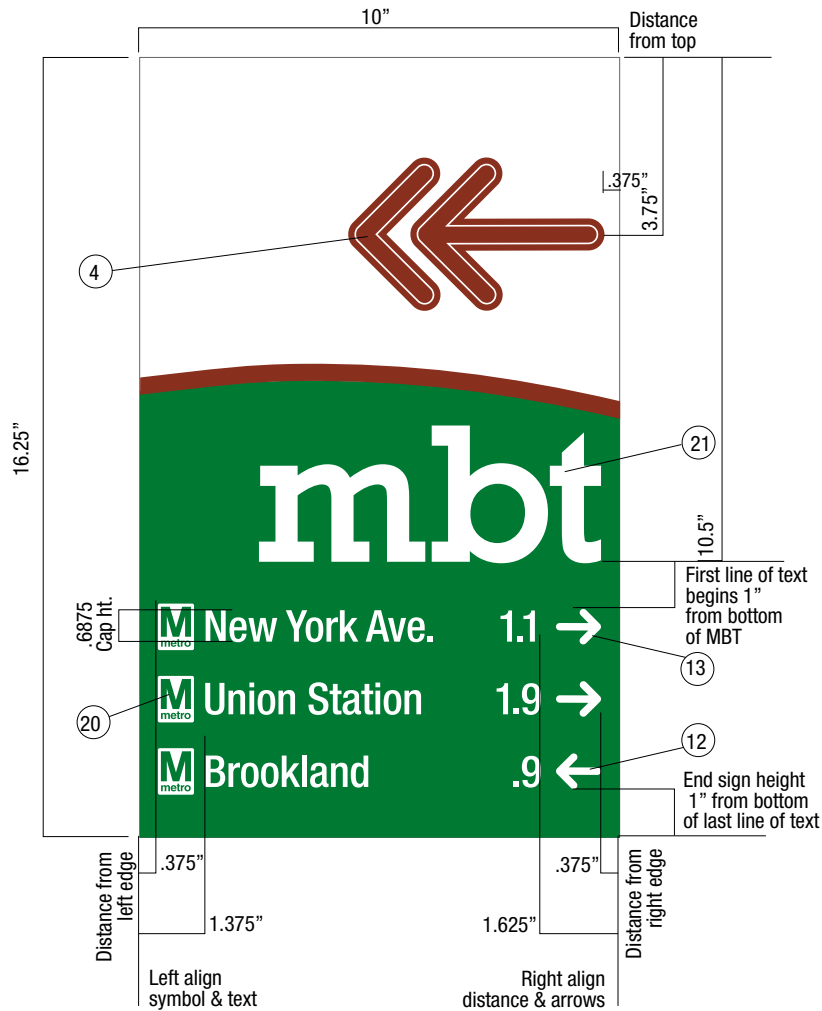 10”
Distance
from top
.375”
3.75”
4
16.25”
21
mbt
10.5”
First line of text
begins 1”
from bottom
of MBT
.6875
Cap ht.
M
metro
New York Ave.
1.1
13
M
metro
Union Station
1.9
20
12
M
metro
Brookland
.9
End sign height
1” from bottom
of last line of text
Distance from
left edge
.375”
.375”
Distance from
right edge
1.375”
1.625”
Left align
symbol & text
Right align
distance & arrows